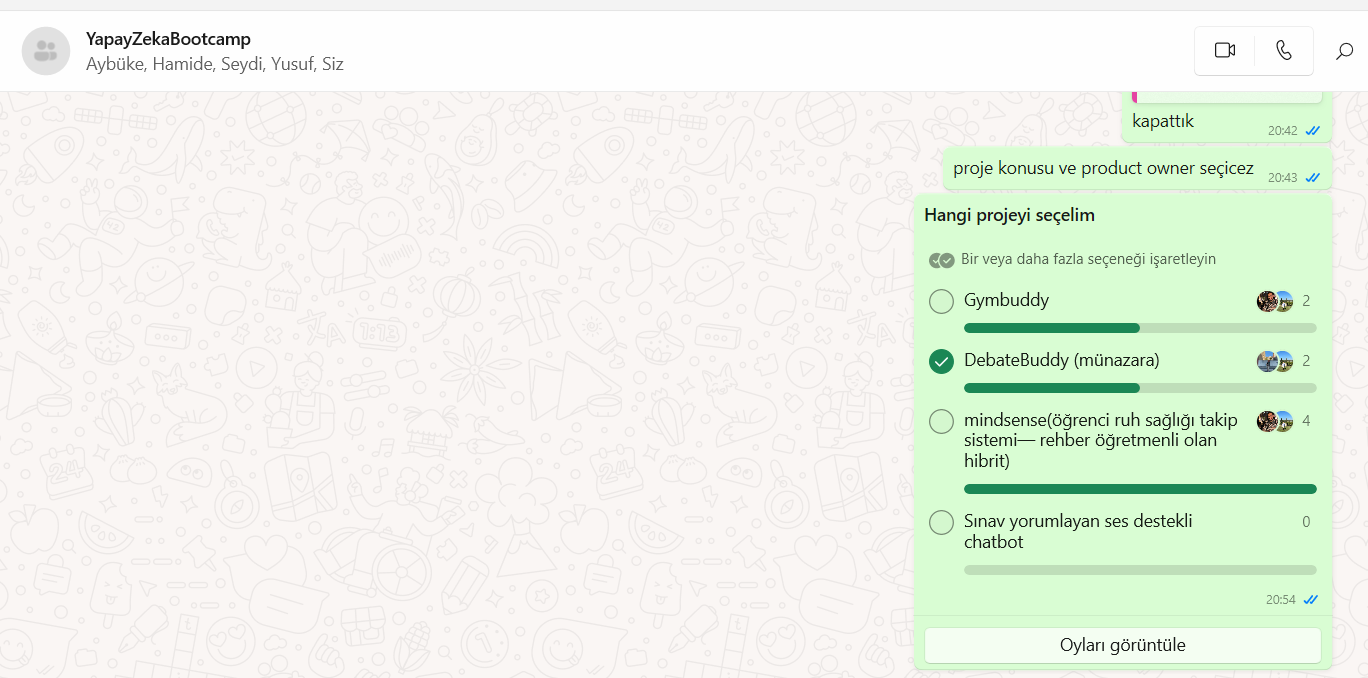 YapayZekaBootcamp
Aybüke, Hamide, Seydi, Yusuf, Siz
kapattık
20:42
proje konusu ve product owner seçicez
20:43
Hangi projeyi seçelim
Bir veya daha fazla seçeneği işaretleyin
Gymbuddy
2
DebateBuddy (münazara)
2
mindsense(öğrenci ruh sağlığı takip
4
sistemi— rehber öğretmenli olan
hibrit)
Sınav yorumlayan ses destekli
0
chatbot
20:54
Oyları görüntüle